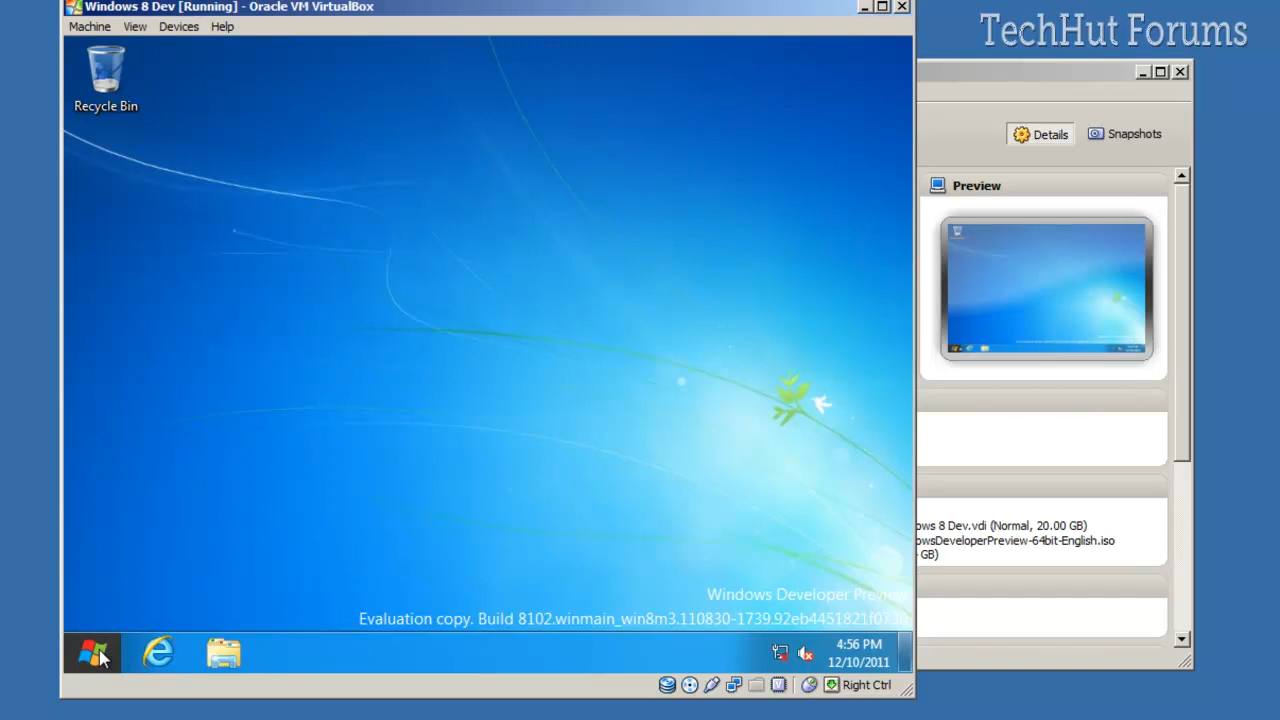 Windows 8 Dev [Running] - Oracle VM VirtualBox
TechHut Forums
Machine View Devices Help
Recycle Bin
Details Snapshots
Preview
ows 8 Dev.vdi (Normal, 20.00 GB)
owsDeveloperPreview-64bit-English.iso
GB)
Windows Developer Preview
Evaluation copy. Build 8102.winmain_win8m3.110830-1739.92eb4451821f0730
4:56 PM
12/10/2011
Right Ctrl